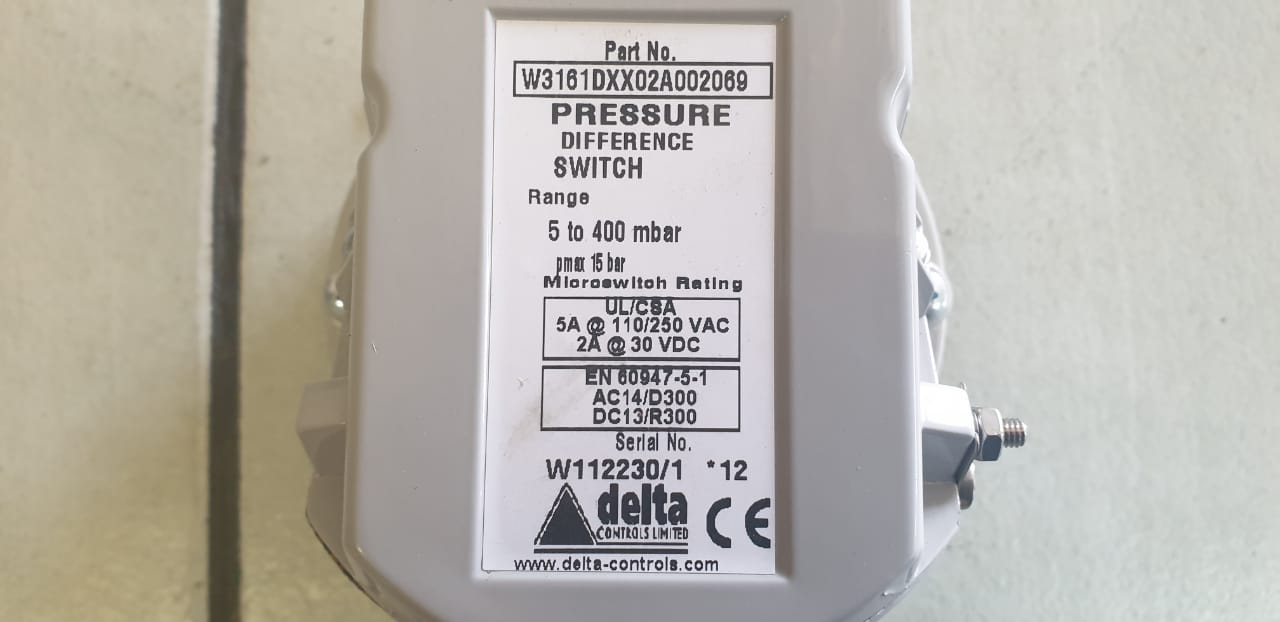 Part No.
W3161DXX02A002069
PRESSURE
DIFFERENCE
SWITCH
Range
5 to 400 mbar
pmax 15 bar
Microswitch Rating
UL/CSA
5A @ 110/250 VAC
2A @ 30 VDC
EN 60947-5-1
AC14/D300
DC13/R300
Serial No.
W112230/1 *12
delta
CONTROLS LIMITED
CE
www.delta-controls.com